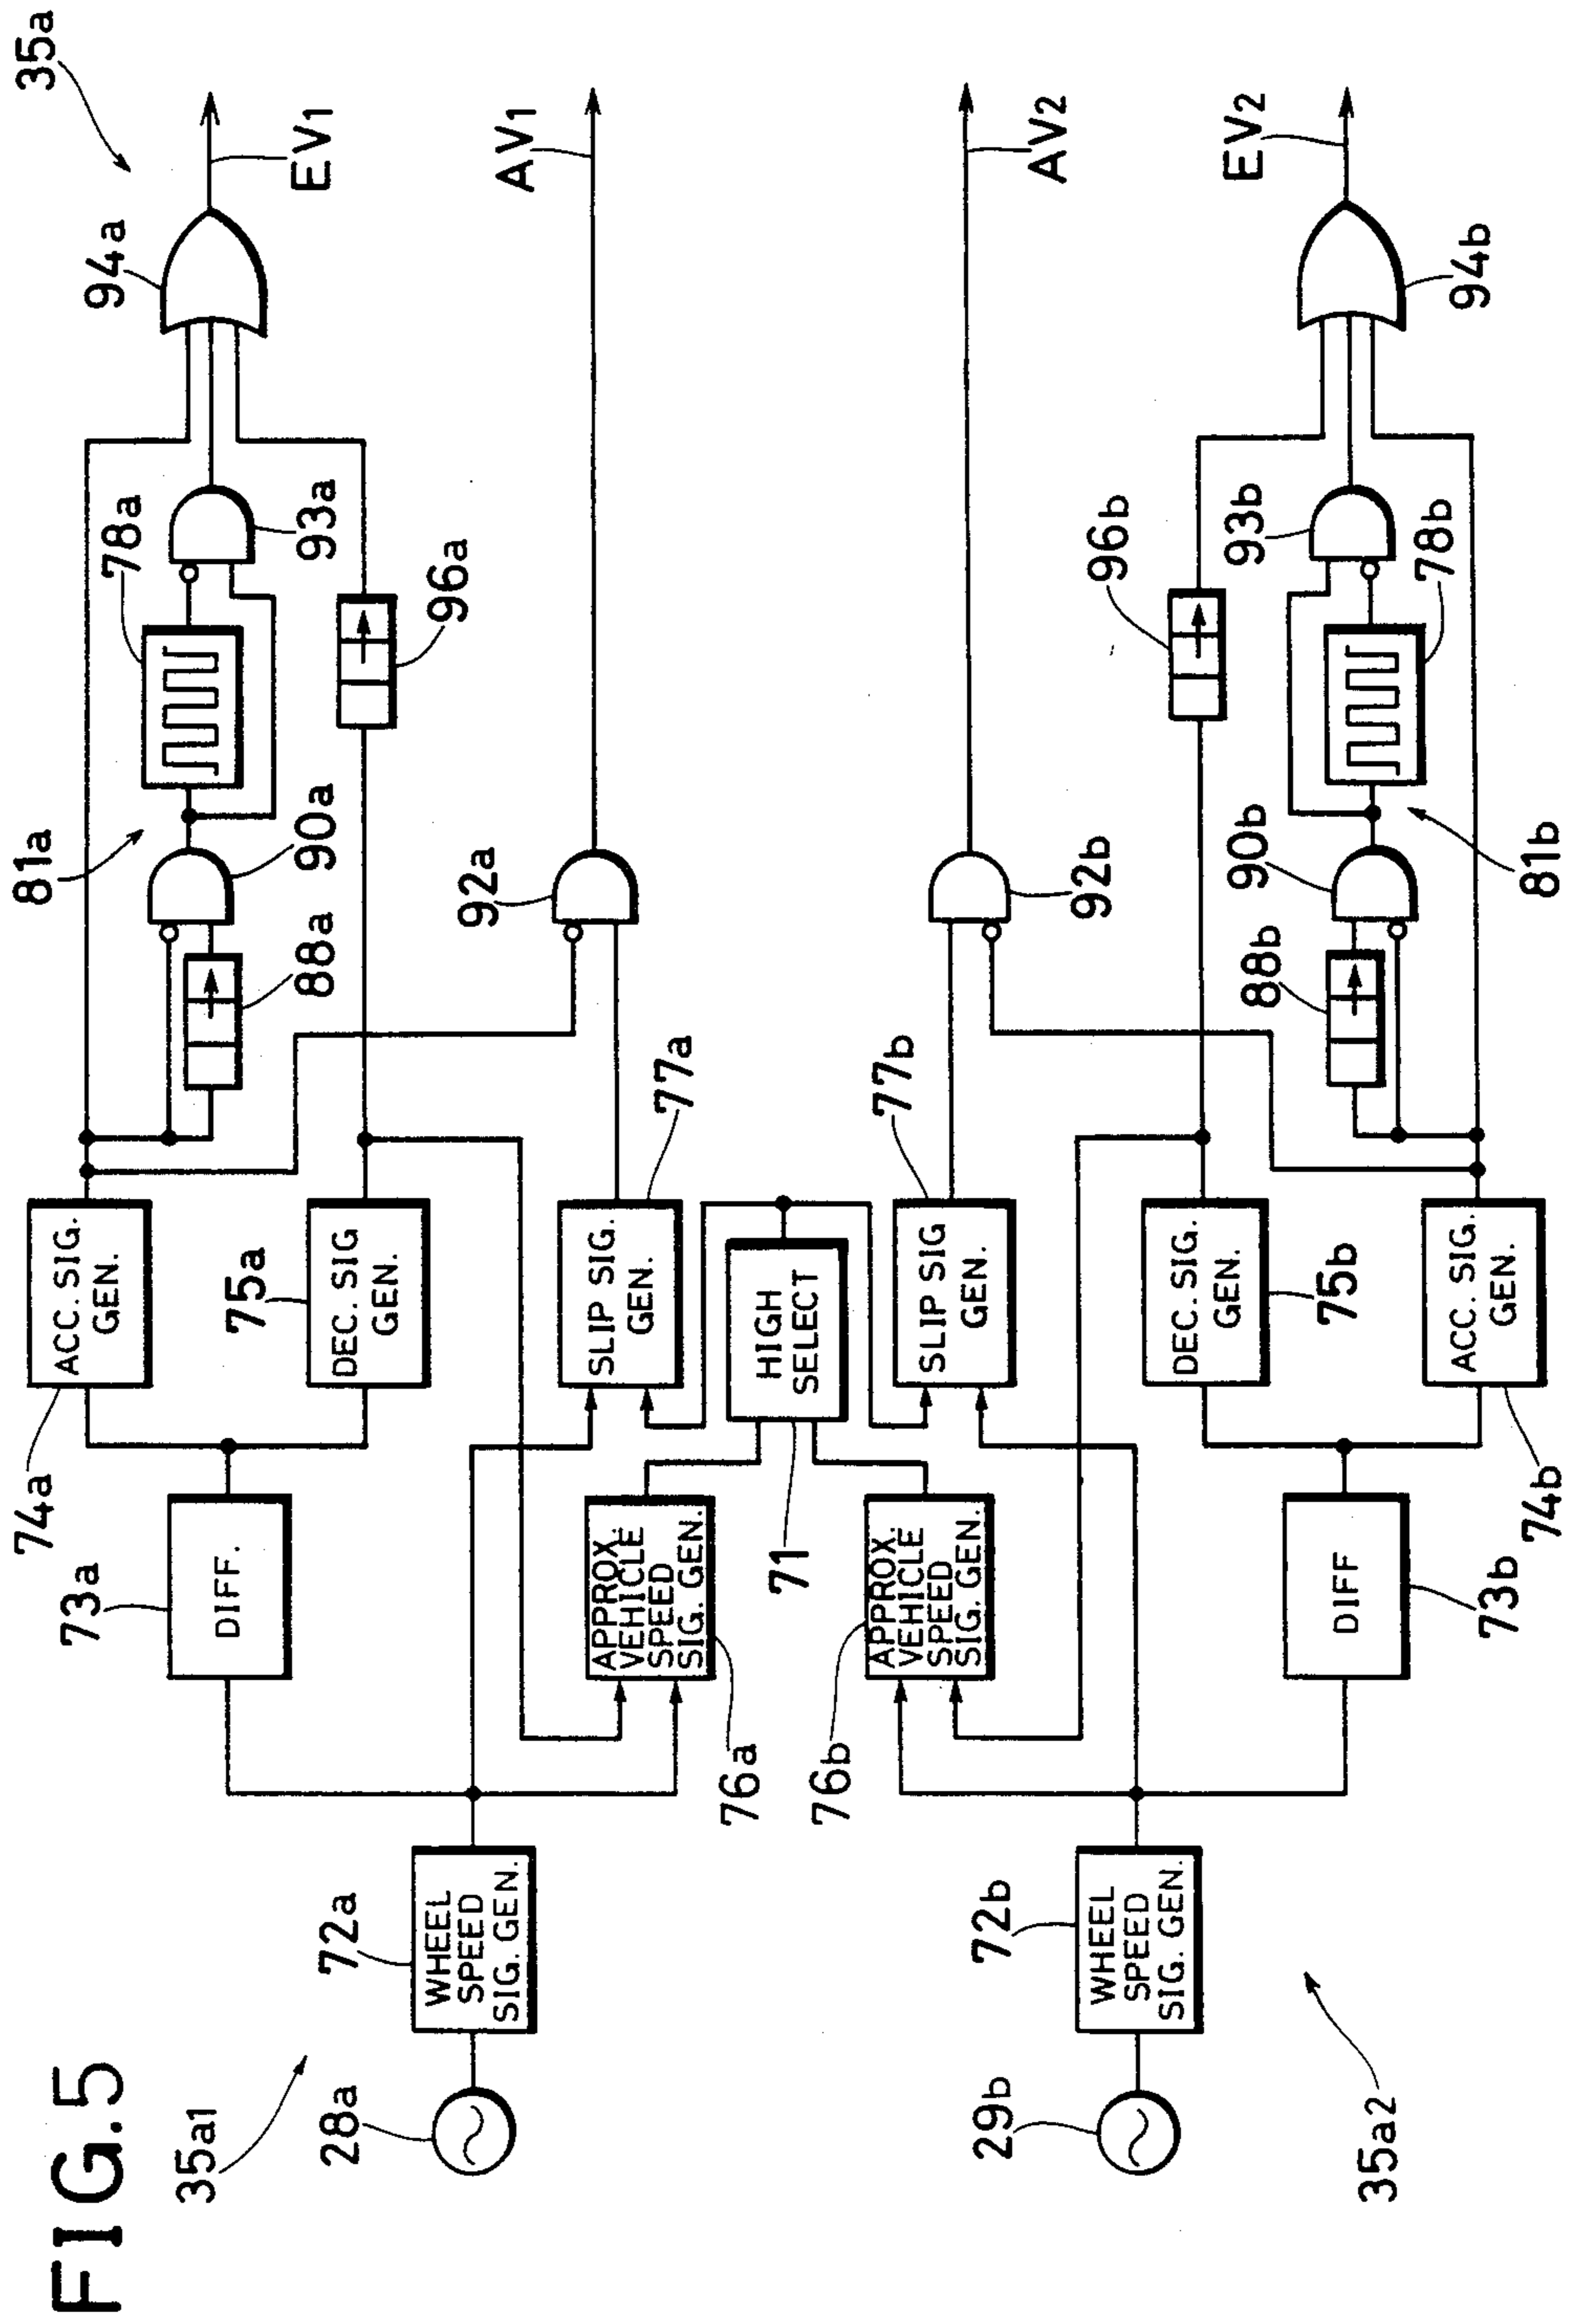 FIG.5
35a
35a1
28a
72a
WHEEL
SPEED
SIG. GEN.
73a
DIFF.
74a
ACC. SIG.
GEN.
75a
DEC. SIG
GEN.
81a
88a
90a
78a
93a
96a
94a
EV1
76a
APPROX.
VEHICLE
SPEED
SIG. GEN.
77a
SLIP SIG.
GEN.
92a
AV1
71
HIGH
SELECT
76b
APPROX.
VEHICLE
SPEED
SIG. GEN.
77b
SLIP SIG
GEN.
92b
AV2
29b
72b
WHEEL
SPEED
SIG. GEN.
73b
DIFF
75b
DEC. SIG.
GEN.
74b
ACC. SIG.
GEN.
96b
88b
90b
81b
93b
78b
94b
EV2
35a2